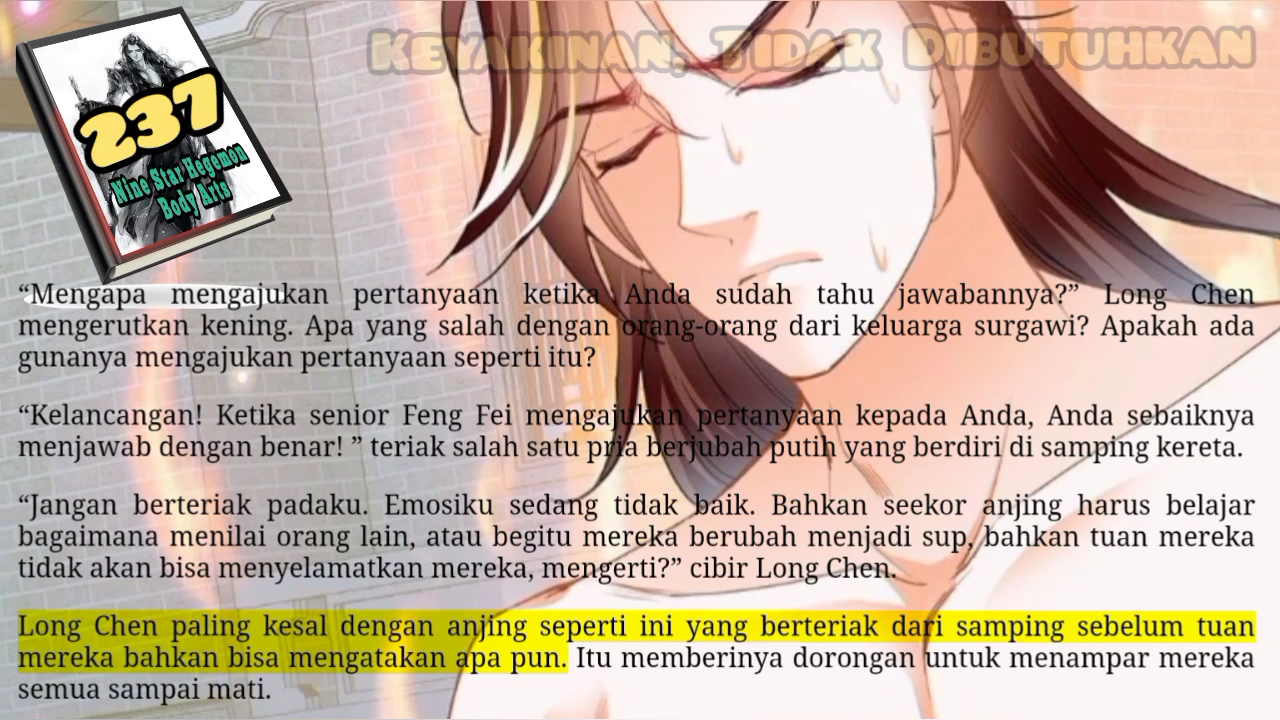 Keyakinan, Tidak Dibutuhkan
237
Nine Star Hegemon
Body Arts
“Mengapa mengajukan pertanyaan ketika Anda sudah tahu jawabannya?” Long Chen
mengerutkan kening. Apa yang salah dengan orang-orang dari keluarga surgawi? Apakah ada
gunanya mengajukan pertanyaan seperti itu?
“Kelancangan! Ketika senior Feng Fei mengajukan pertanyaan kepada Anda, Anda sebaiknya
menjawab dengan benar! ” teriak salah satu pria berjubah putih yang berdiri di samping kereta.
“Jangan berteriak padaku. Emosiku sedang tidak baik. Bahkan seekor anjing harus belajar
bagaimana menilai orang lain, atau begitu mereka berubah menjadi sup, bahkan tuan mereka
tidak akan bisa menyelamatkan mereka, mengerti?” cibir Long Chen.
Long Chen paling kesal dengan anjing seperti ini yang berteriak dari samping sebelum tuan
mereka bahkan bisa mengatakan apa pun. Itu memberinya dorongan untuk menampar mereka
semua sampai mati.